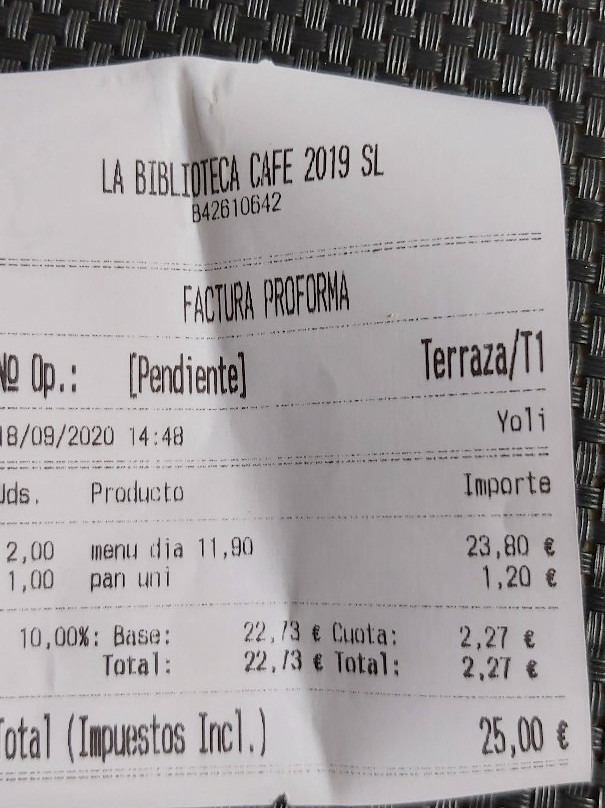 LA BIBLIOTECA CAFE 2019 SL
B42610642
FACTURA PROFORMA
Nº Op.: [Pendiente] Terraza/T1
18/09/2020 14:48 Yoli
Uds. Producto Importe
2,00 menu dia 11,90 23,80 €
1,00 pan uni 1,20 €
10,00%: Base: 22,73 € Cuota: 2,27 €
Total: 22,73 € Total: 2,27 €
Total (Impuestos Incl.) 25,00 €